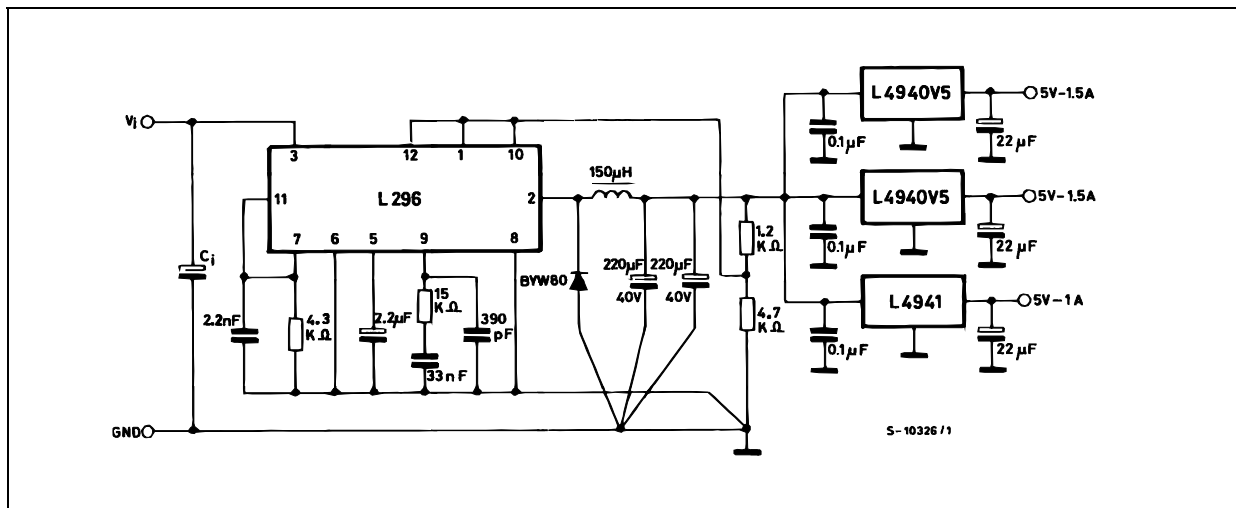 Vi
3
12
1
10
L296
11
2
7
6
5
9
8
Ci
2.2nF
4.3
KΩ
2.2µF
15
KΩ
33nF
390
pF
BYW80
150µH
220µF
40V
220µF
40V
1.2
KΩ
4.7
KΩ
GND
0.1µF
L4940V5
22µF
5V-1.5A
0.1µF
L4940V5
22µF
5V-1.5A
0.1µF
L4941
22µF
5V-1A
S-10326/1